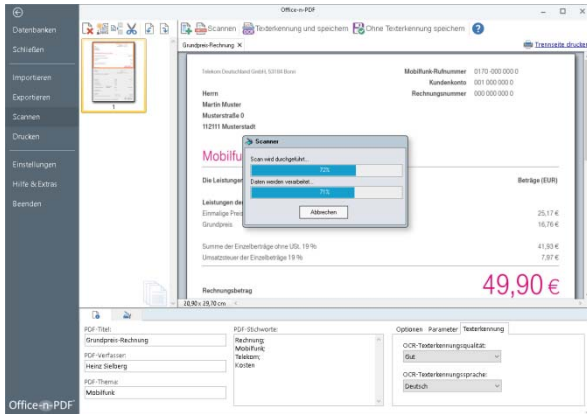 Office-n-PDF
Datenbanken
Schließen
Importieren
Exportieren
Scannen
Drucken
Einstellungen
Hilfe & Extras
Beenden
Office-n-PDF
Scannen Texterkennung und speichern Ohne Texterkennung speichern
Grundpreis-Rechnung Trennseite drucken
1
Telekom Deutschland GmbH, 53184 Bonn
Herrn
Martin Muster
Musterstraße 0
112111 Musterstadt
Mobilfunk-Rufnummer 0170-000 000 0
Kundenkonto 001 000 000 0
Rechnungsnummer 000 000 000 0
Mobilfu
Die Leistungen Beträge (EUR)
Leistungen de
Einmalige Preis 25,17 €
Grundpreis 16,76 €
Summe der Einzelbeträge ohne USt. 19 % 41,93 €
Umsatzsteuer der Einzelbeträge 19 % 7,97 €
Rechnungsbetrag 49,90 €
Scanner
Scan wird durchgeführt...
72%
Daten werden verarbeitet...
71%
Abbrechen
20,90 x 29,70 cm
PDF-Titel:
Grundpreis-Rechnung
PDF-Verfasser:
Heinz Sielberg
PDF-Thema:
Mobilfunk
PDF-Stichworte:
Rechnung;
Mobilfunk;
Telekom;
Kosten
Optionen Parameter Texterkennung
OCR-Texterkennungsqualität:
Gut
OCR-Texterkennungssprache:
Deutsch